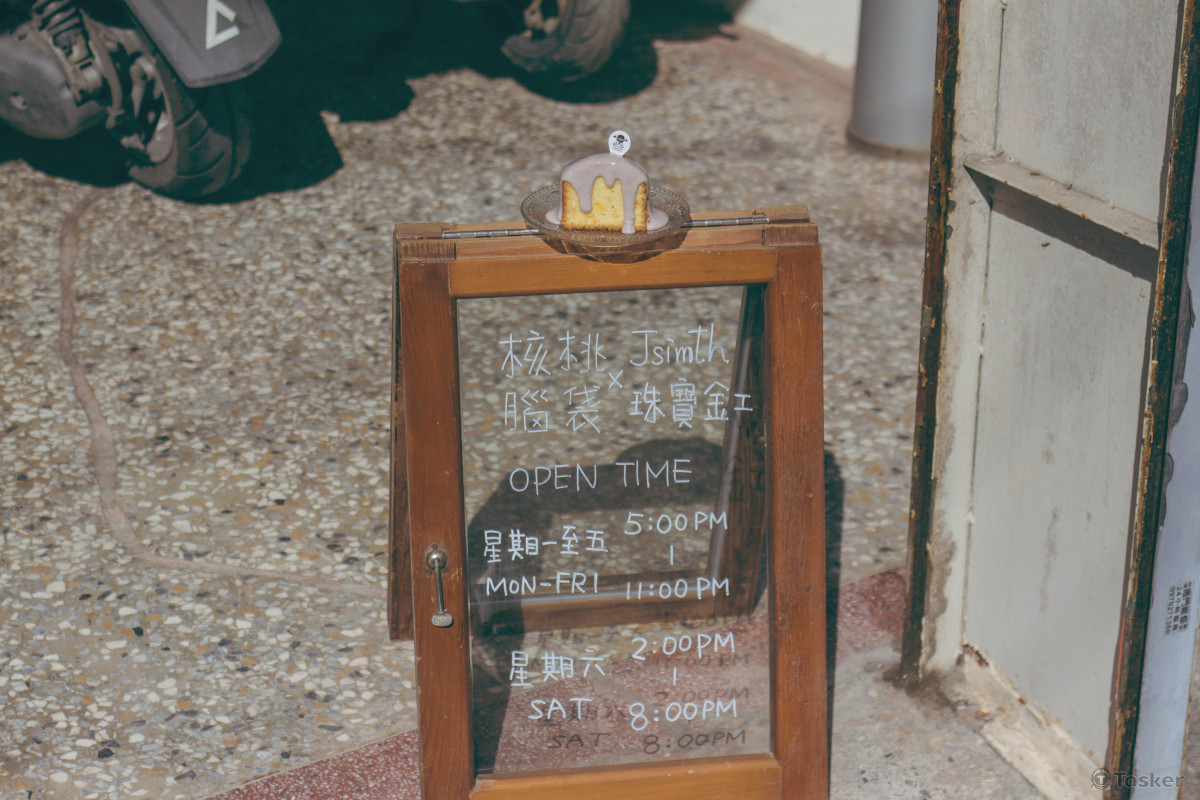 核桃 Jsimth
腦袋 × 珠寶金工
OPEN TIME
星期一至五 5:00PM
|
MON-FRI 11:00PM
星期六 2:00PM
|
SAT 8:00PM
Tasker